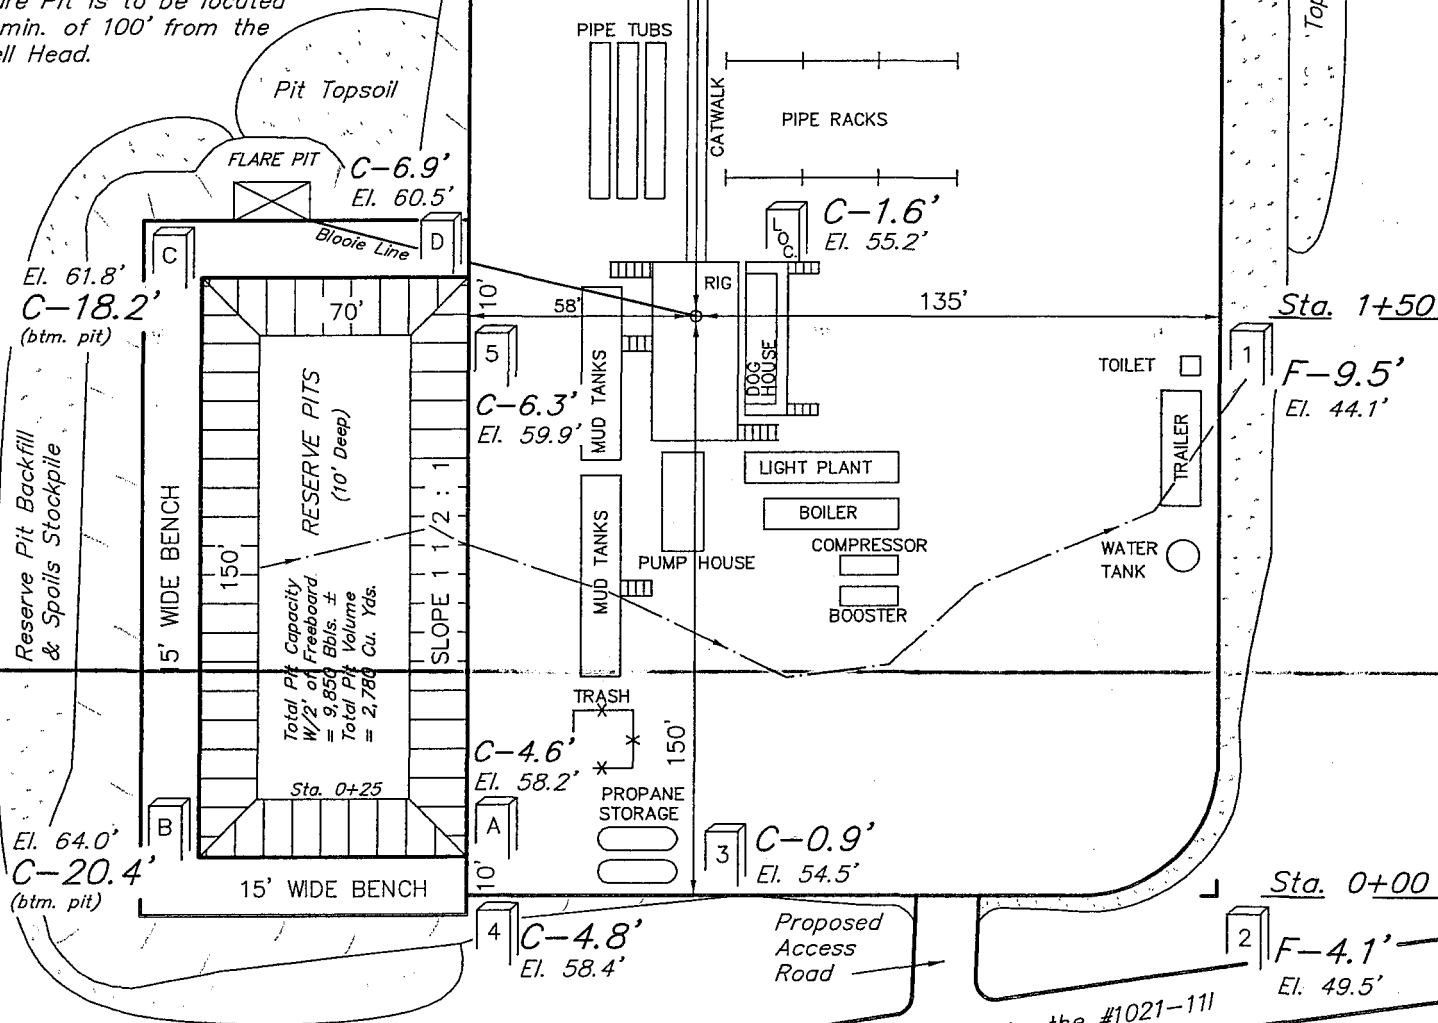 re Pit is to be located
min. of 100' from the
ell Head.
Pit Topsoil
PIPE TUBS
CATWALK
PIPE RACKS
Top
FLARE PIT
C-6.9'
El. 60.5'
C-1.6'
El. 55.2'
LOC.
Blooie Line
D
C
El. 61.8'
C-18.2'
(btm. pit)
RIG
70'
10'
58'
135'
Sta. 1+50
5
C-6.3'
El. 59.9'
MUD TANKS
DOG
HOUSE
TOILET
1
F-9.5'
El. 44.1'
TRAILER
Reserve Pit Backfill
& Spoils Stockpile
5' WIDE BENCH
150'
RESERVE PITS
(10' Deep)
SLOPE 1 1/2 : 1
Total Pit Capacity
W/2' of Freeboard
= 9,850 Bbls. ±
Total Pit Volume
= 2,780 Cu. Yds.
LIGHT PLANT
BOILER
COMPRESSOR
BOOSTER
PUMP HOUSE
MUD TANKS
WATER
TANK
TRASH
150'
C-4.6'
El. 58.2'
Sta. 0+25
PROPANE
STORAGE
B
A
El. 64.0'
C-20.4'
(btm. pit)
3
C-0.9'
El. 54.5'
15' WIDE BENCH
10'
Sta. 0+00
4
C-4.8'
El. 58.4'
Proposed
Access
Road
2
F-4.1'
El. 49.5'
the #1021-11I